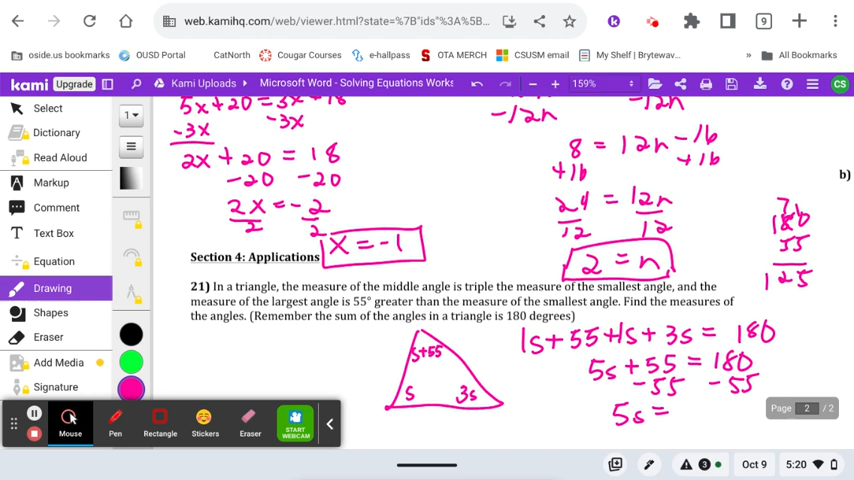 web.kamihq.com/web/viewer.html?state=%7B"ids"%3A%5B...
9
oside.us bookmarks
OUSD Portal
CatNorth
Cougar Courses
e-hallpass
OTA MERCH
CSUSM email
My Shelf | Brytewav...
»
All Bookmarks
kami
Upgrade
Kami Uploads
Microsoft Word - Solving Equations Works
159%
CS
Select
Dictionary
Read Aloud
Markup
Comment
Text Box
Equation
Drawing
Shapes
Eraser
Add Media
Signature
1
5x+20 = 3x+18
-3x -3x
2x + 20 = 18
-20 -20
2x = -2
2 2
x = -1
-12n -12n
8 = 12n - 16
+16 +16
24 = 12n
12 12
2 = n
b)
7 1
180
55
125
Section 4: Applications
21) In a triangle, the measure of the middle angle is triple the measure of the smallest angle, and the
measure of the largest angle is 55° greater than the measure of the smallest angle. Find the measures of
the angles. (Remember the sum of the angles in a triangle is 180 degrees)
s+55
s 3s
1s + 55 + 1s + 3s = 180
5s + 55 = 180
-55 -55
5s =
Page 2 / 2
Mouse
Pen
Rectangle
Stickers
Eraser
START
WEBCAM
3
Oct 9
5:20